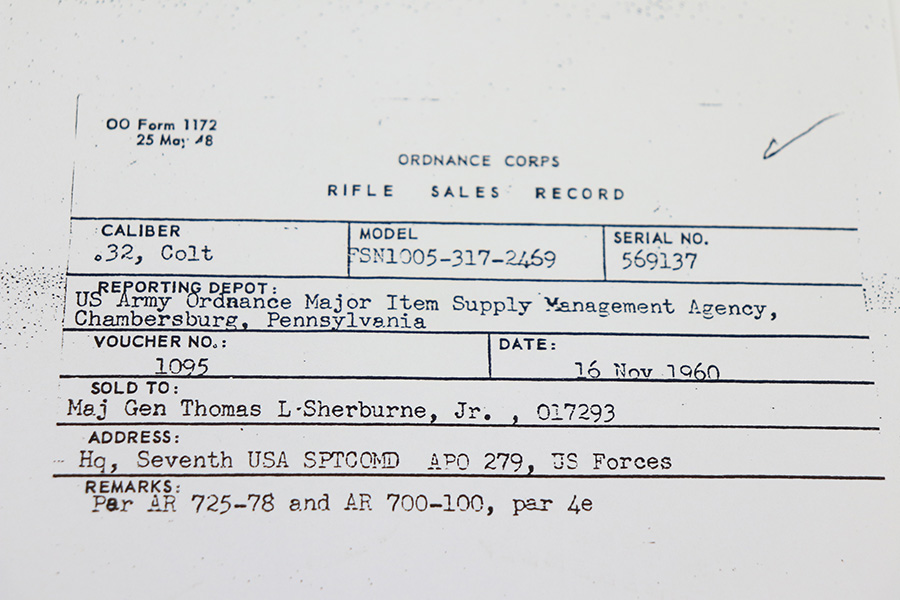 OO Form 1172
25 May 48
ORDNANCE CORPS
RIFLE SALES RECORD
CALIBER
.32, Colt
MODEL
FSN1005-317-2469
SERIAL NO.
569137
REPORTING DEPOT:
US Army Ordnance Major Item Supply Management Agency,
Chambersburg, Pennsylvania
VOUCHER NO.:
1095
DATE:
16 Nov 1960
SOLD TO:
Maj Gen Thomas L Sherburne, Jr. , 017293
ADDRESS:
Hq, Seventh USA SPTCOMD APO 279, US Forces
REMARKS:
Par AR 725-78 and AR 700-100, par 4e